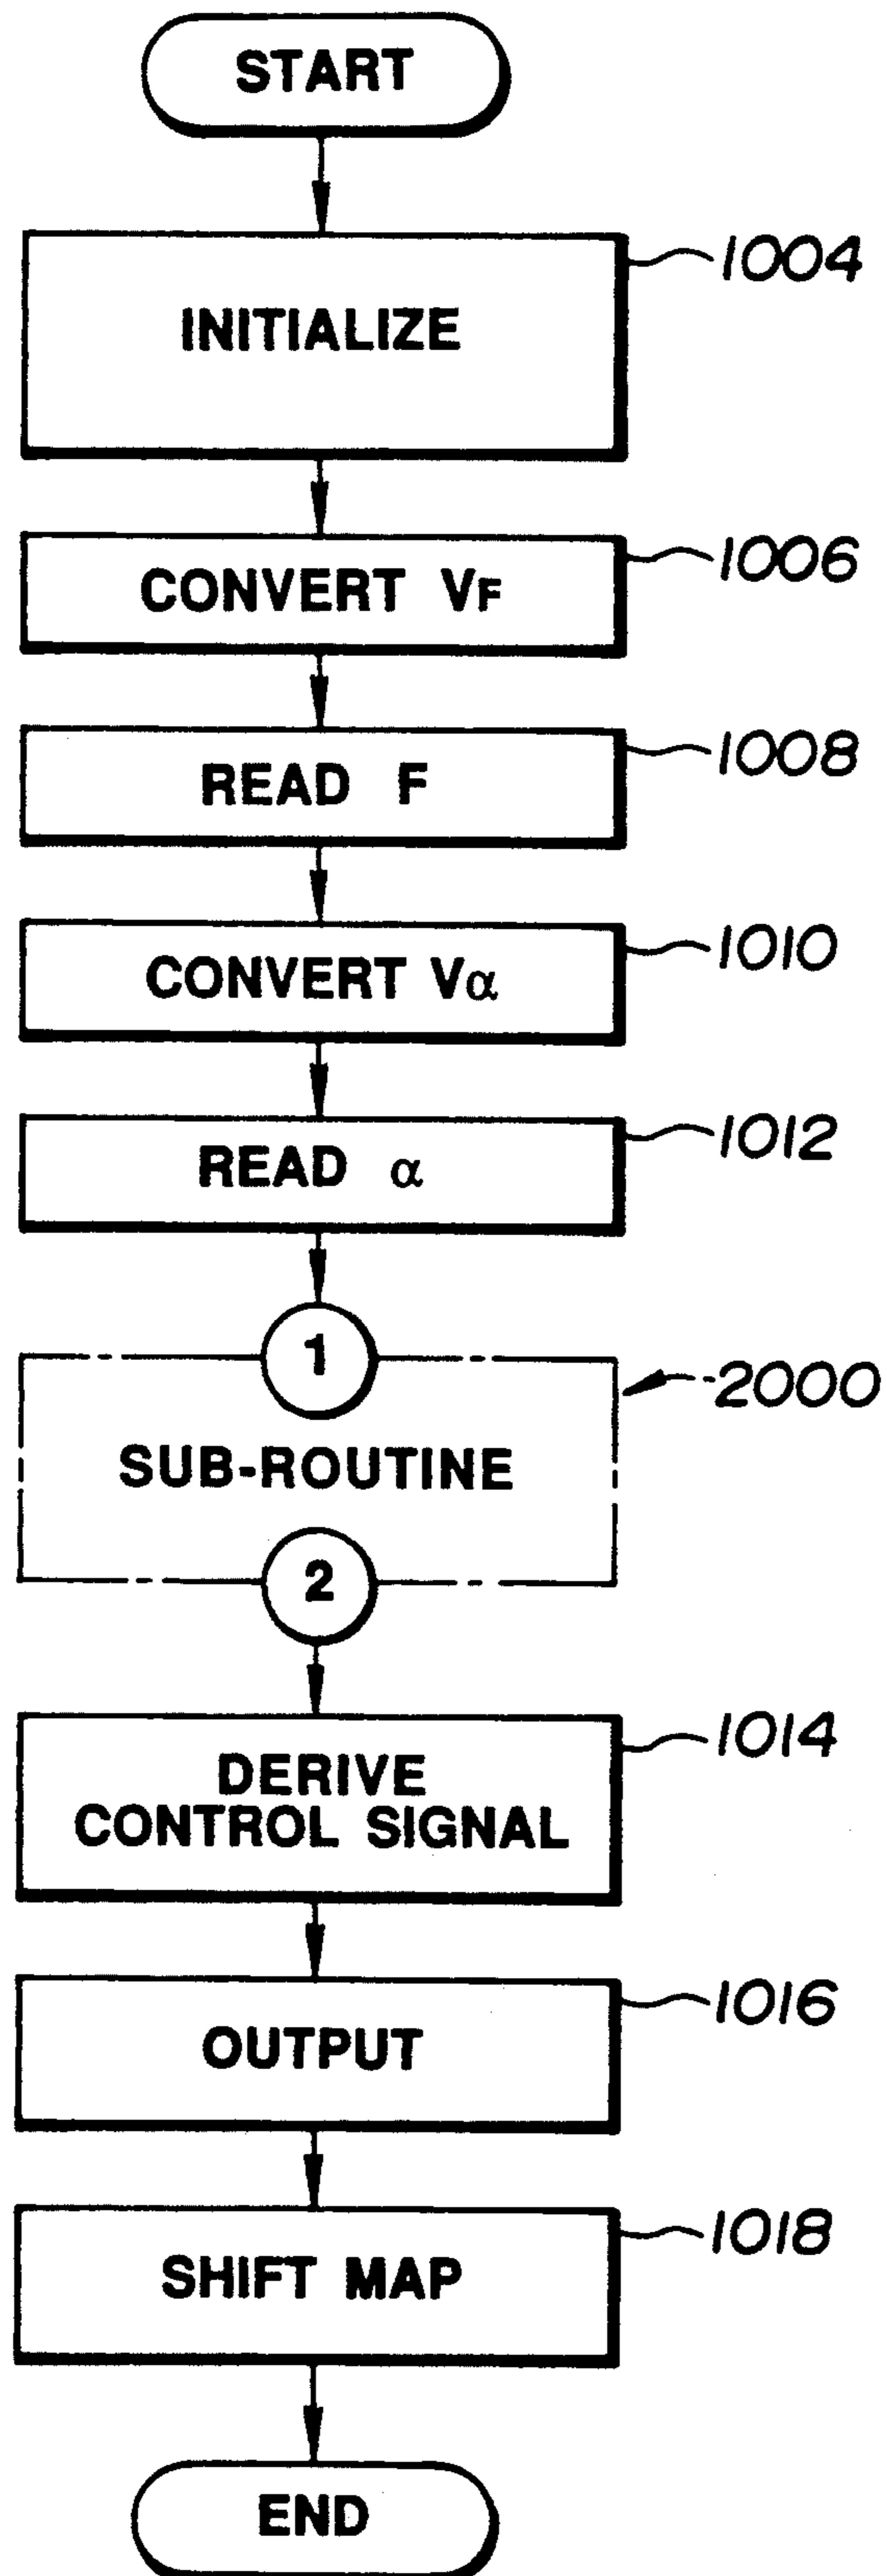 START
1004
INITIALIZE
1006
CONVERT VF
1008
READ F
1010
CONVERT Vα
1012
READ α
1
2000
SUB-ROUTINE
2
1014
DERIVE
CONTROL SIGNAL
1016
OUTPUT
1018
SHIFT MAP
END